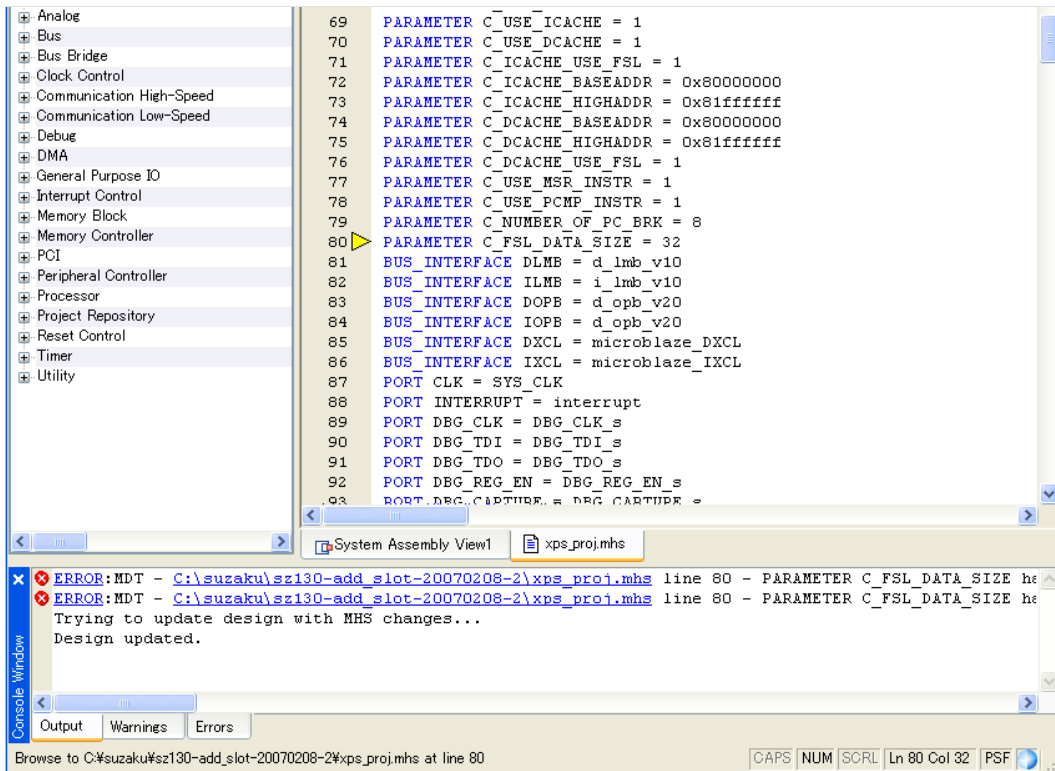 Analog
Bus
Bus Bridge
Clock Control
Communication High-Speed
Communication Low-Speed
Debug
DMA
General Purpose IO
Interrupt Control
Memory Block
Memory Controller
PCI
Peripheral Controller
Processor
Project Repository
Reset Control
Timer
Utility
69 PARAMETER C_USE_ICACHE = 1
70 PARAMETER C_USE_DCACHE = 1
71 PARAMETER C_ICACHE_USE_FSL = 1
72 PARAMETER C_ICACHE_BASEADDR = 0x80000000
73 PARAMETER C_ICACHE_HIGHADDR = 0x81ffffff
74 PARAMETER C_DCACHE_BASEADDR = 0x80000000
75 PARAMETER C_DCACHE_HIGHADDR = 0x81ffffff
76 PARAMETER C_DCACHE_USE_FSL = 1
77 PARAMETER C_USE_MSR_INSTR = 1
78 PARAMETER C_USE_PCMP_INSTR = 1
79 PARAMETER C_NUMBER_OF_PC_BRK = 8
80 PARAMETER C_FSL_DATA_SIZE = 32
81 BUS_INTERFACE DLMB = d_lmb_v10
82 BUS_INTERFACE ILMB = i_lmb_v10
83 BUS_INTERFACE DOPB = d_opb_v20
84 BUS_INTERFACE IOPB = d_opb_v20
85 BUS_INTERFACE DXCL = microblaze_DXCL
86 BUS_INTERFACE IXCL = microblaze_IXCL
87 PORT CLK = SYS_CLK
88 PORT INTERRUPT = interrupt
89 PORT DBG_CLK = DBG_CLK_s
90 PORT DBG_TDI = DBG_TDI_s
91 PORT DBG_TDO = DBG_TDO_s
92 PORT DBG_REG_EN = DBG_REG_EN_s
93 PORT DBG_CAPTURE = DBG_CAPTURE_s
System Assembly View1
xps_proj.mhs
ERROR:MDT - C:\suzaku\sz130-add_slot-20070208-2\xps_proj.mhs line 80 - PARAMETER C_FSL_DATA_SIZE ha
ERROR:MDT - C:\suzaku\sz130-add_slot-20070208-2\xps_proj.mhs line 80 - PARAMETER C_FSL_DATA_SIZE ha
Trying to update design with MHS changes...
Design updated.
Console Window
Output Warnings Errors
Browse to C:¥suzaku¥sz130-add_slot-20070208-2¥xps_proj.mhs at line 80
CAPS NUM SCRL Ln 80 Col 32 PSF